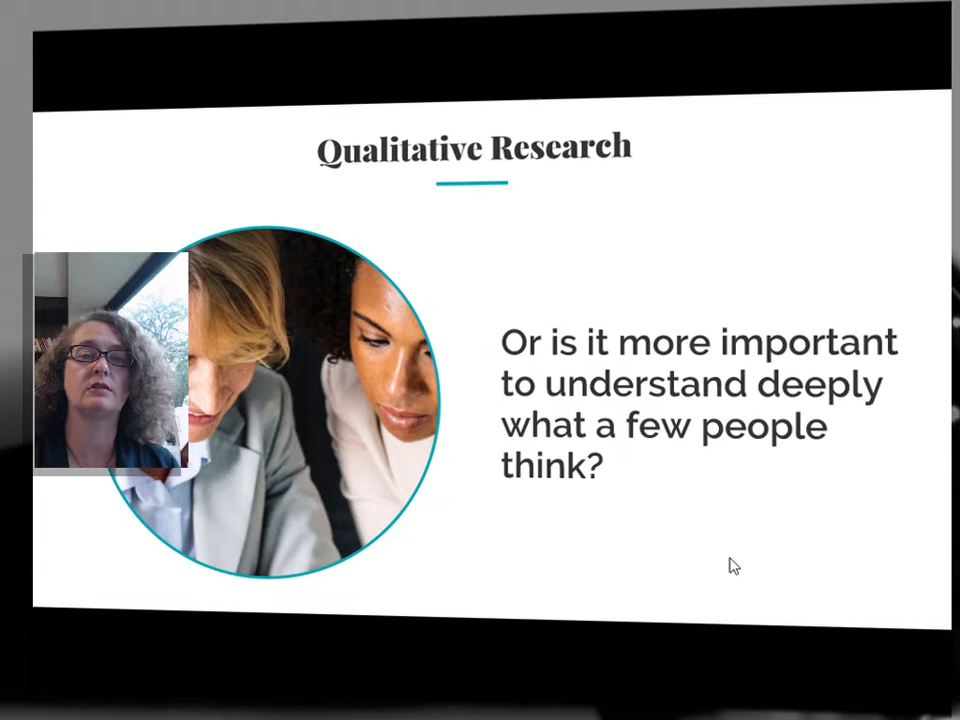 Qualitative Research
Or is it more important
to understand deeply
what a few people
think?